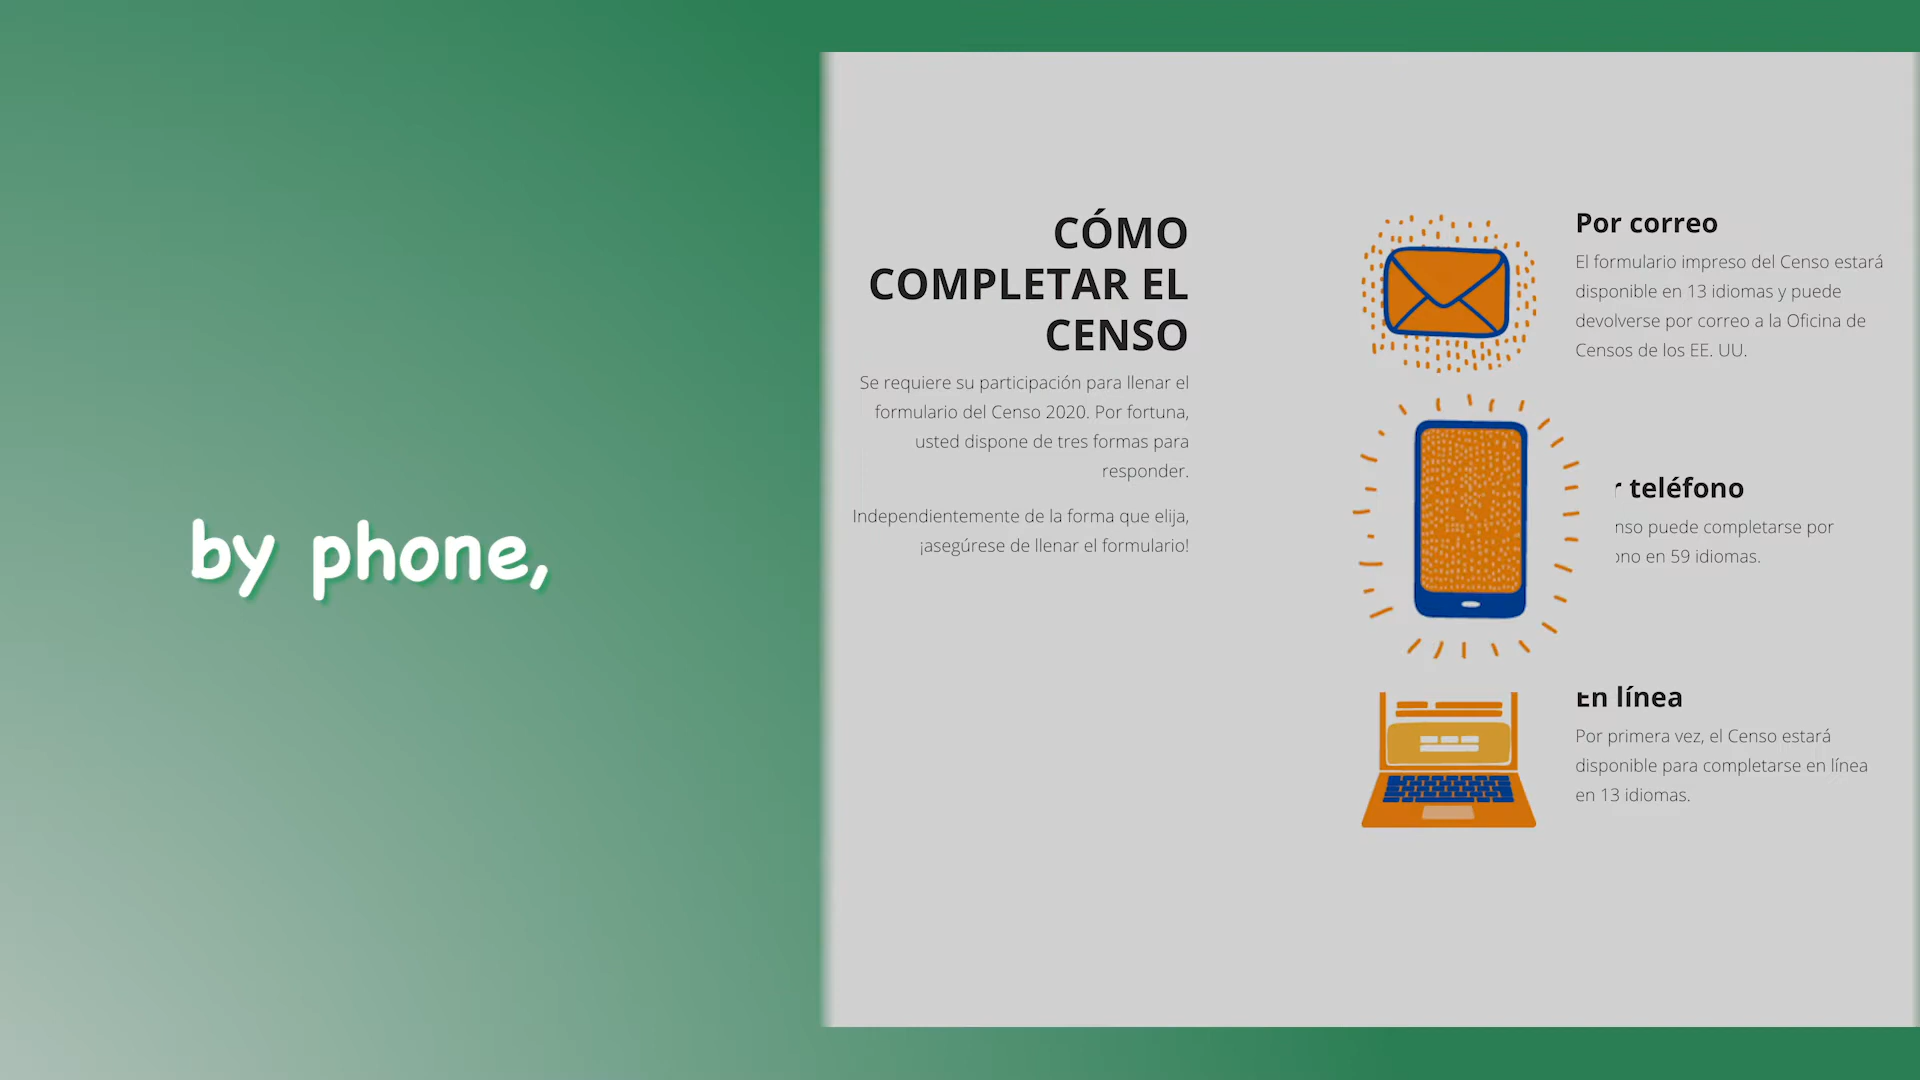 by phone,
CÓMO
COMPLETAR EL
CENSO
Se requiere su participación para llenar el
formulario del Censo 2020. Por fortuna,
usted dispone de tres formas para
responder.
Independientemente de la forma que elija,
¡asegúrese de llenar el formulario!
Por correo
El formulario impreso del Censo estará
disponible en 13 idiomas y puede
devolverse por correo a la Oficina de
Censos de los EE. UU.
teléfono
puede completarse por
en 59 idiomas.
En línea
Por primera vez, el Censo estará
disponible para completarse en línea
en 13 idiomas.